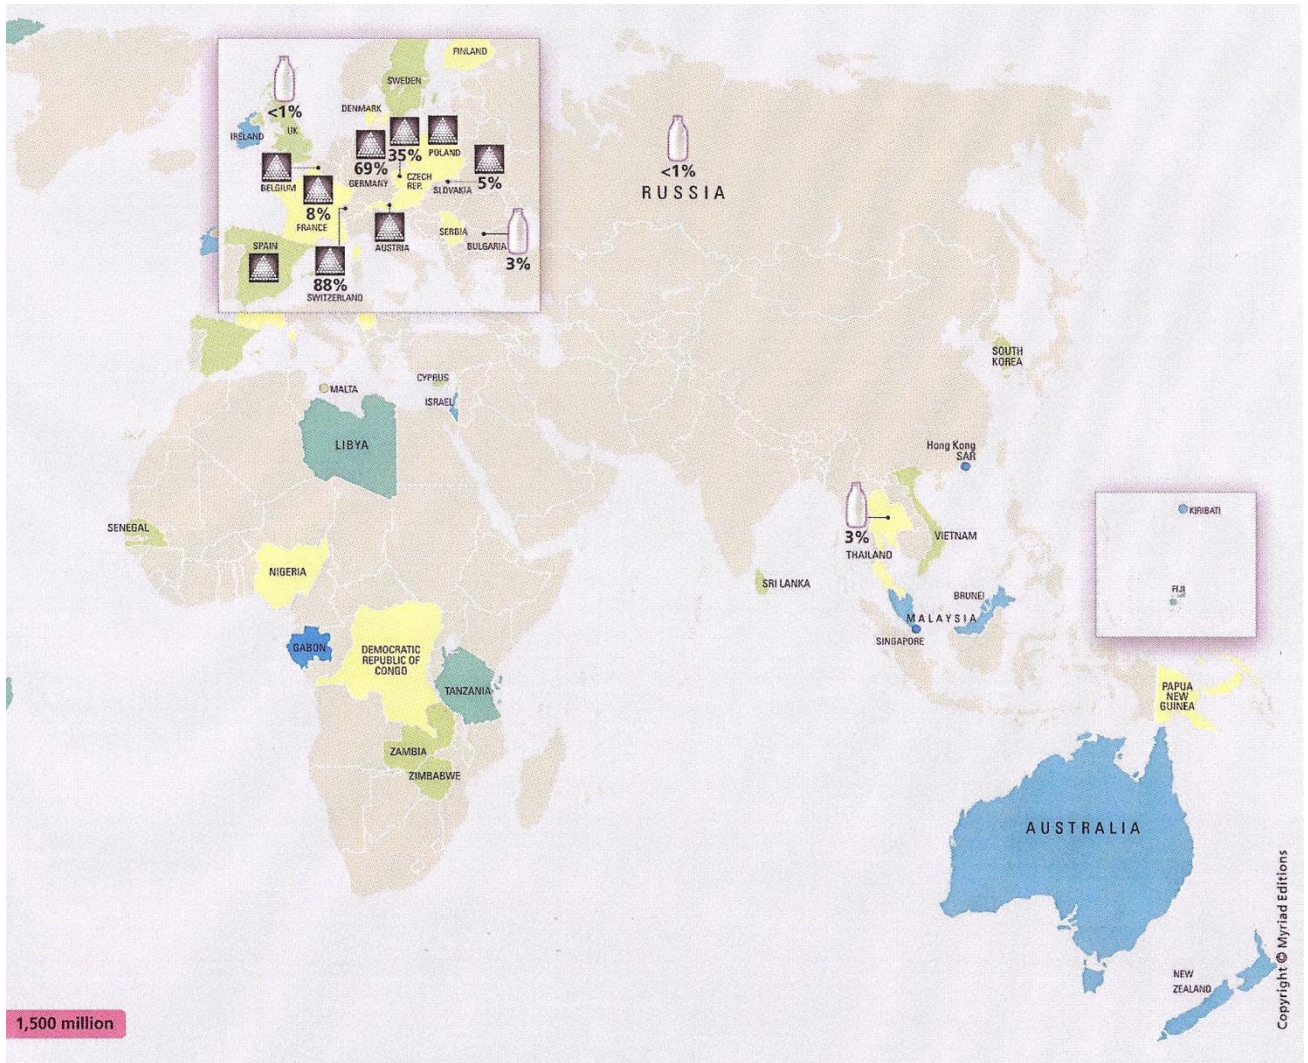 FINLAND
SWEDEN
<1%
DENMARK
IRELAND
UK
69%
35%
POLAND
GERMANY
CZECH
REP.
SLOVAKIA
5%
BELGIUM
8%
FRANCE
AUSTRIA
SERBIA
BULGARIA
3%
SPAIN
88%
SWITZERLAND
<1%
RUSSIA
SOUTH
KOREA
MALTA
CYPRUS
ISRAEL
LIBYA
Hong Kong
SAR
SENEGAL
NIGERIA
3%
THAILAND
VIETNAM
SRI LANKA
BRUNEI
MALAYSIA
SINGAPORE
KIRIBATI
FIJI
GABON
DEMOCRATIC
REPUBLIC OF
CONGO
TANZANIA
ZAMBIA
ZIMBABWE
PAPUA
NEW
GUINEA
AUSTRALIA
NEW
ZEALAND
1,500 million
Copyright © Myriad Editions